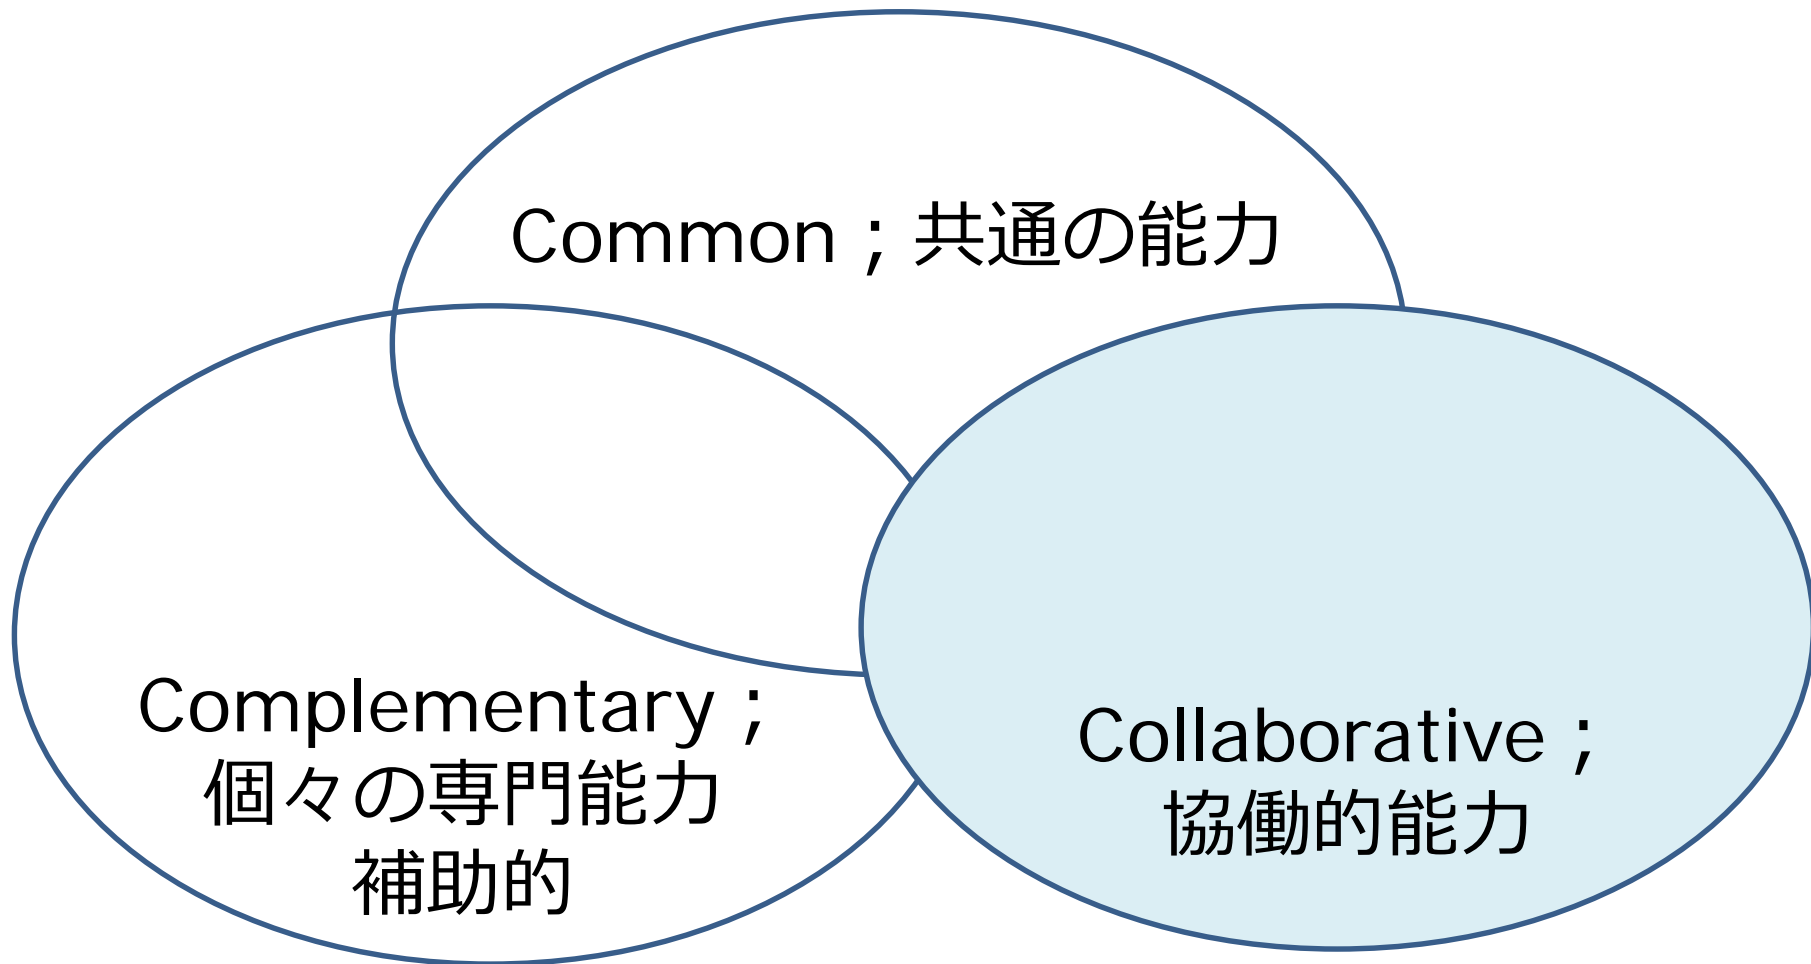 Common；共通の能力
Complementary；
個々の専門能力
補助的
Collaborative；
協働的能力